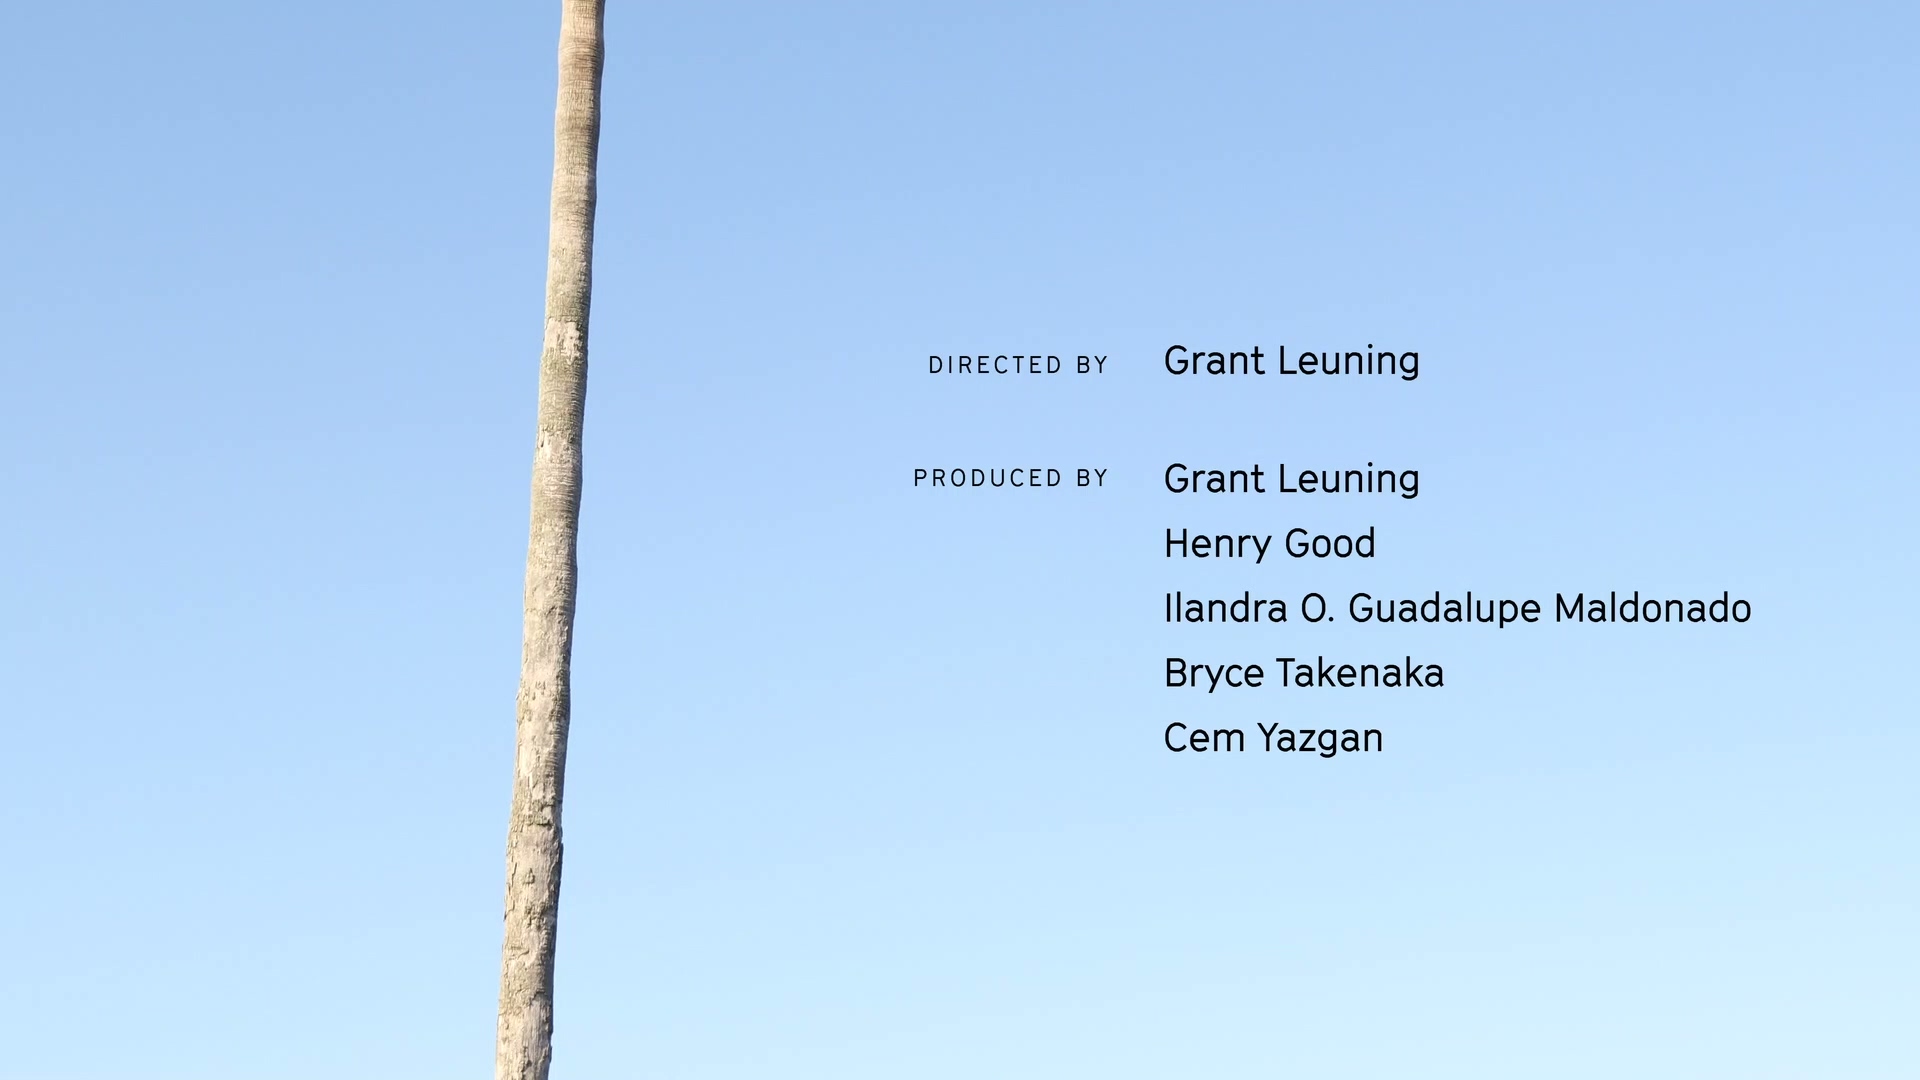 DIRECTED BY Grant Leuning
PRODUCED BY Grant Leuning
Henry Good
Ilandra O. Guadalupe Maldonado
Bryce Takenaka
Cem Yazgan